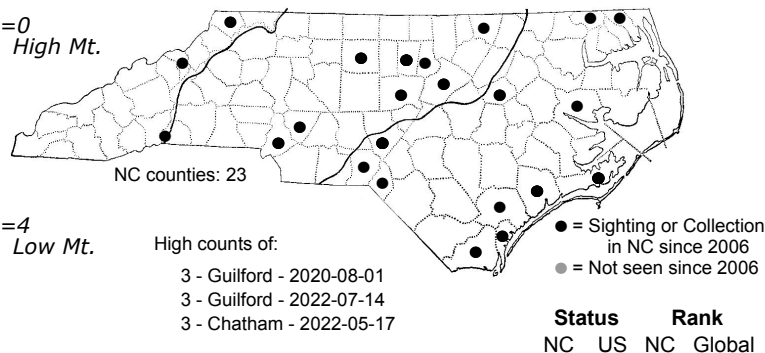 =0
High Mt.
NC counties: 23
=4
Low Mt.
High counts of:
3 - Guilford - 2020-08-01
3 - Guilford - 2022-07-14
3 - Chatham - 2022-05-17
● = Sighting or Collection
in NC since 2006
● = Not seen since 2006
Status Rank
NC US NC Global